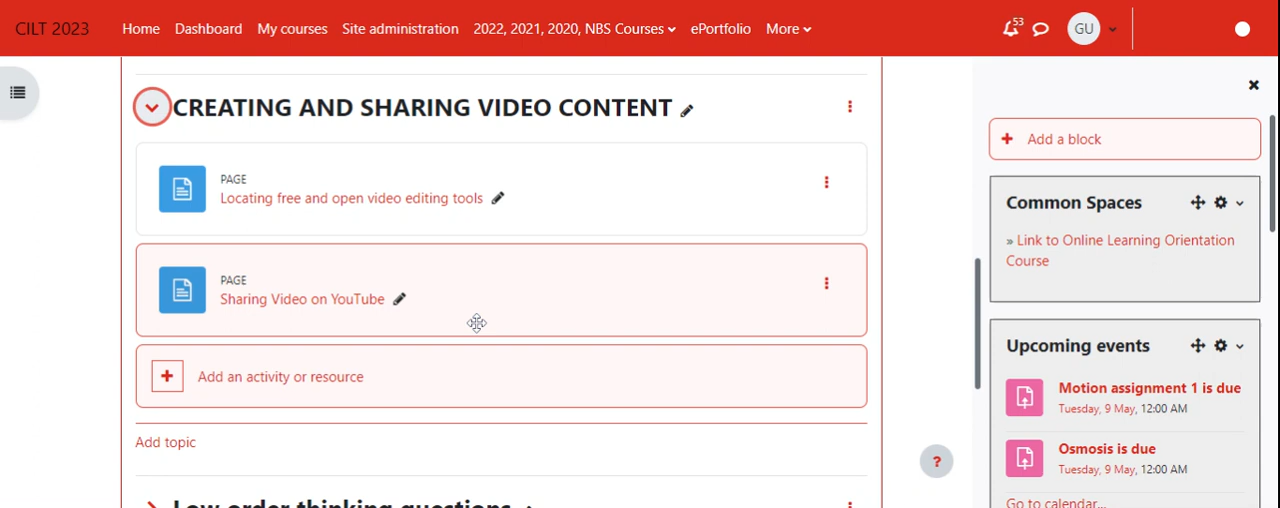 CILT 2023 Home Dashboard My courses Site administration 2022, 2021, 2020, NBS Courses ePortfolio More 53 GU
CREATING AND SHARING VIDEO CONTENT
PAGE
Locating free and open video editing tools
PAGE
Sharing Video on YouTube
+ Add an activity or resource
Add topic
Low order thinking questions
?
+ Add a block
Common Spaces
» Link to Online Learning Orientation
Course
Upcoming events
Motion assignment 1 is due
Tuesday, 9 May, 12:00 AM
Osmosis is due
Tuesday, 9 May, 12:00 AM
Go to calendar...